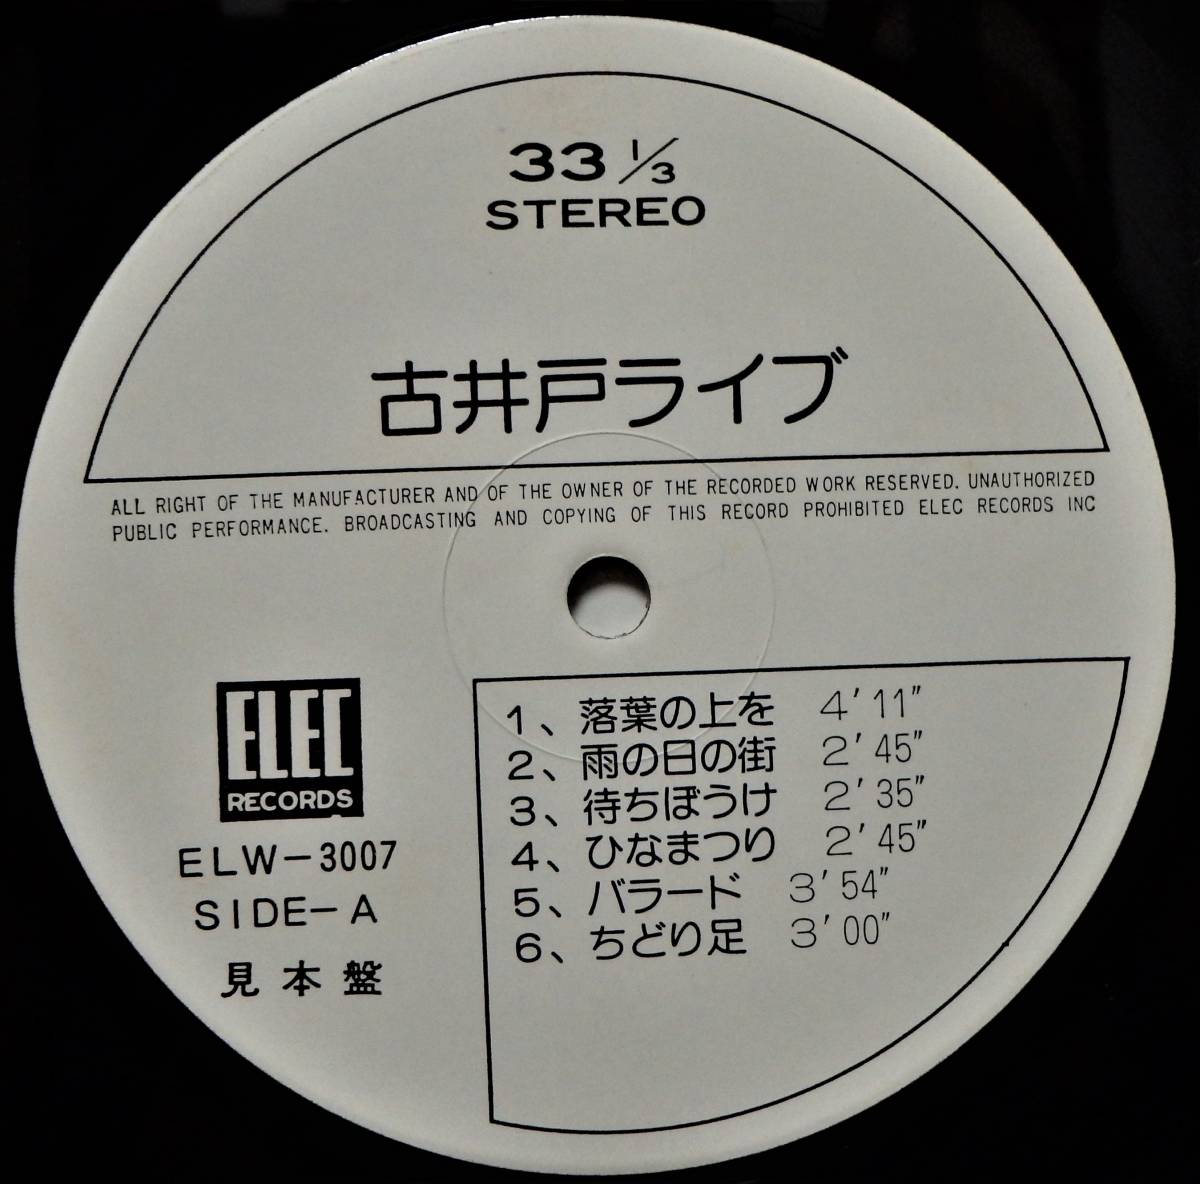 33 1/3
STEREO
古井戸ライブ
ALL RIGHT OF THE MANUFACTURER AND OF THE OWNER OF THE RECORDED WORK RESERVED. UNAUTHORIZED
PUBLIC PERFORMANCE. BROADCASTING AND COPYING OF THIS RECORD PROHIBITED ELEC RECORDS INC
ELEC
RECORDS
ELW-3007
SIDE-A
見本盤
1、落葉の上を 4'11"
2、雨の日の街 2'45"
3、待ちぼうけ 2'35"
4、ひなまつり 2'45"
5、バラード 3'54"
6、ちどり足 3'00"